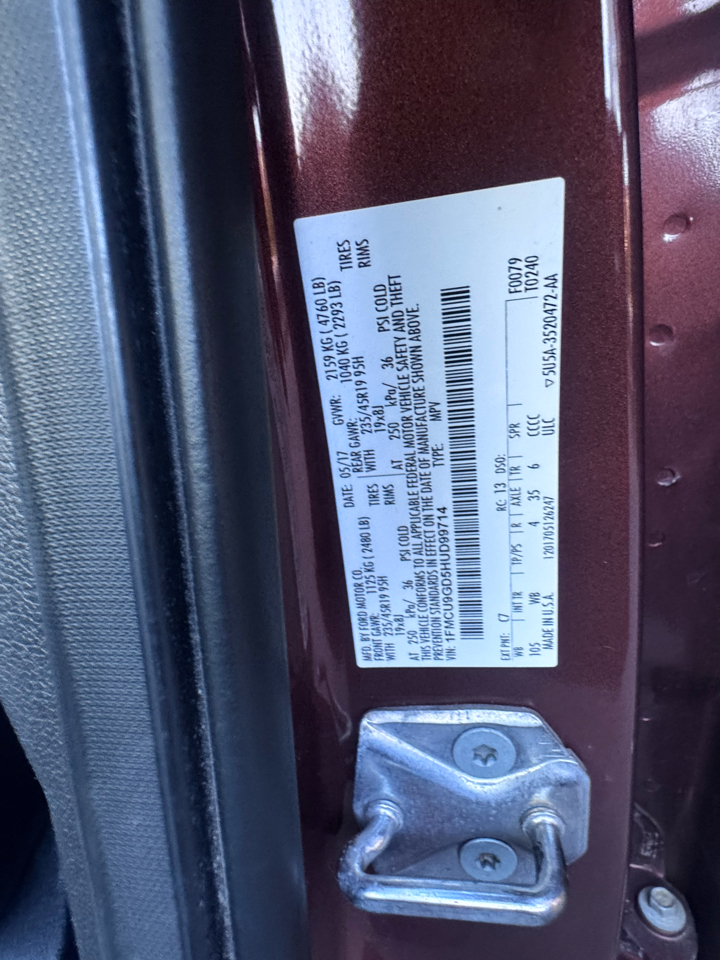 MFD. BY FORD MOTOR CO. DATE: 05/17 GVWR: 2159 KG ( 4760 LB)
FRONT GAWR: 1125 KG (2480 LB) REAR GAWR: 1040 KG ( 2293 LB)
WITH 235/45R19 95H TIRES WITH 235/45R19 95H TIRES
19x8J RIMS 19x8J RIMS
AT 250 kPa/ 36 PSI COLD AT 250 kPa/ 36 PSI COLD
THIS VEHICLE CONFORMS TO ALL APPLICABLE FEDERAL MOTOR VEHICLE SAFETY AND THEFT
PREVENTION STANDARDS IN EFFECT ON THE DATE OF MANUFACTURE SHOWN ABOVE.
VIN: 1FMCU9GD5HUD99714 TYPE: MPV
EXT PNT: C7 RC: 13 DSO: F0079
WB INT TR TP/PS R AXLE TR SPR T0240
105 WB 4 35 6 CCCC
MADE IN U.S.A. 1201705126247 ULC ▽5U5A-3520472-AA